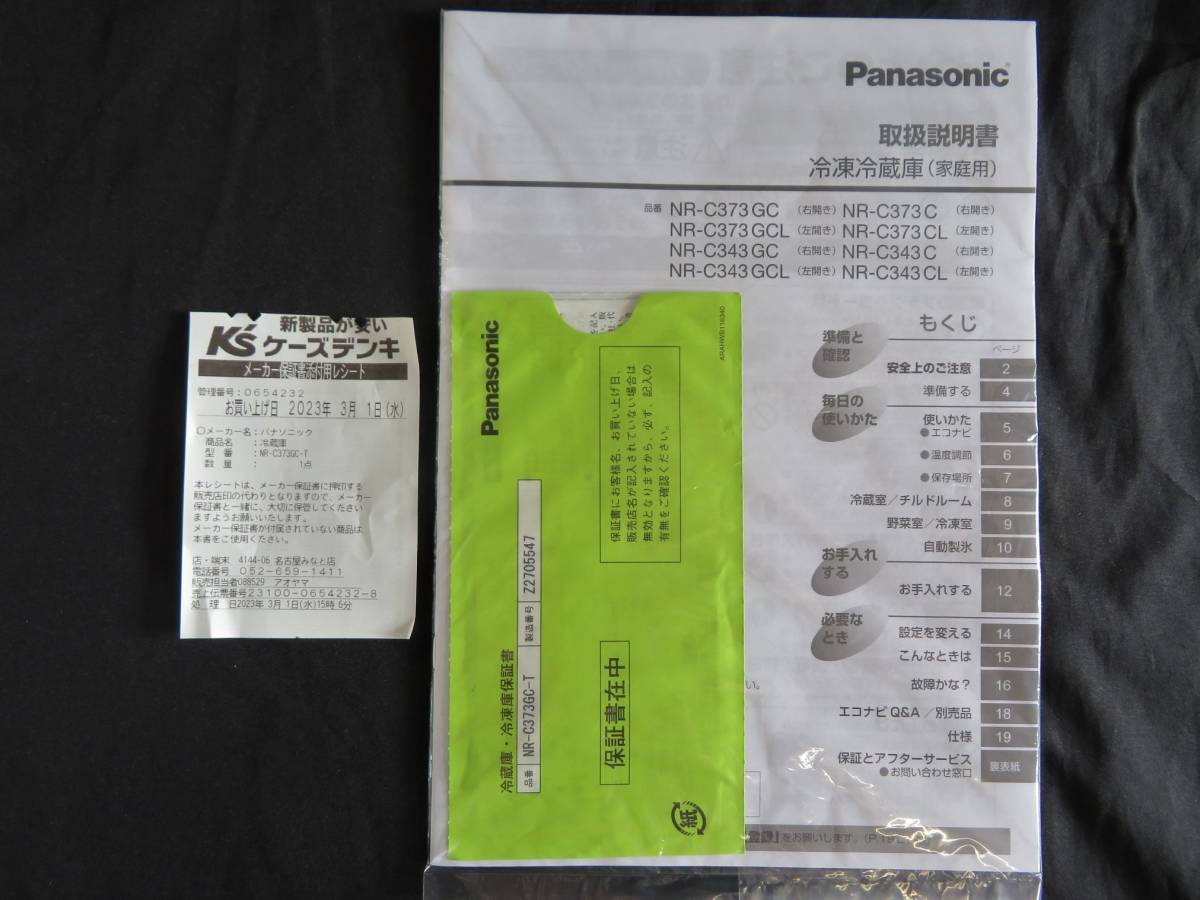 新製品が安い
K's ケーズデンキ
メーカー保証書添付用レシート
管理番号:0654232
お買い上げ日 2023年 3月 1日(水)
○メーカー名:パナソニック
商品名:冷蔵庫
型 番:NR-C373GC-T
数 量: 1点
本レシートは、メーカー保証書に押印する
販売店印の代わりとなりますので、メーカー
保証書と一緒に、大切に保管してください
ますようお願いいたします。
メーカー保証書が付属されていない商品は
本書をご使用ください。
店・端末 4144-06 名古屋みなと店
電話番号 052-659-1411
販売担当者088529 アオヤマ
売上伝票番号23100-0654232-8
処 理 日2023年 3月 1日(水)15時 6分
Panasonic
取扱説明書
冷凍冷蔵庫(家庭用)
品番 NR-C373GC (右開き) NR-C373C (右開き)
NR-C373GCL (左開き) NR-C373CL (左開き)
NR-C343GC (右開き) NR-C343C (右開き)
NR-C343GCL (左開き) NR-C343CL (左開き)
もくじ
ページ
準備と
確認
安全上のご注意 2
準備する 4
毎日の
使いかた
使いかた 5
●エコナビ
●温度調節 6
●保存場所 7
冷蔵室/チルドルーム 8
野菜室/冷凍室 9
自動製氷 10
お手入れ
する
お手入れする 12
必要な
とき
設定を変える 14
こんなときは 15
故障かな? 16
エコナビQ&A/別売品 18
仕様 19
保証とアフターサービス 裏表紙
●お問い合わせ窓口
い。
をお願いします。(P.19
Panasonic
ARAHWB116340
保証書にお客様名、お買い上げ日、
販売店名が記入されていない場合は
無効となりますから、必ず、記入の
有無をご確認ください。
冷蔵庫・冷凍庫保証書
品番 NR-C373GC-T 製造番号 Z2705547
保証書在中
紙